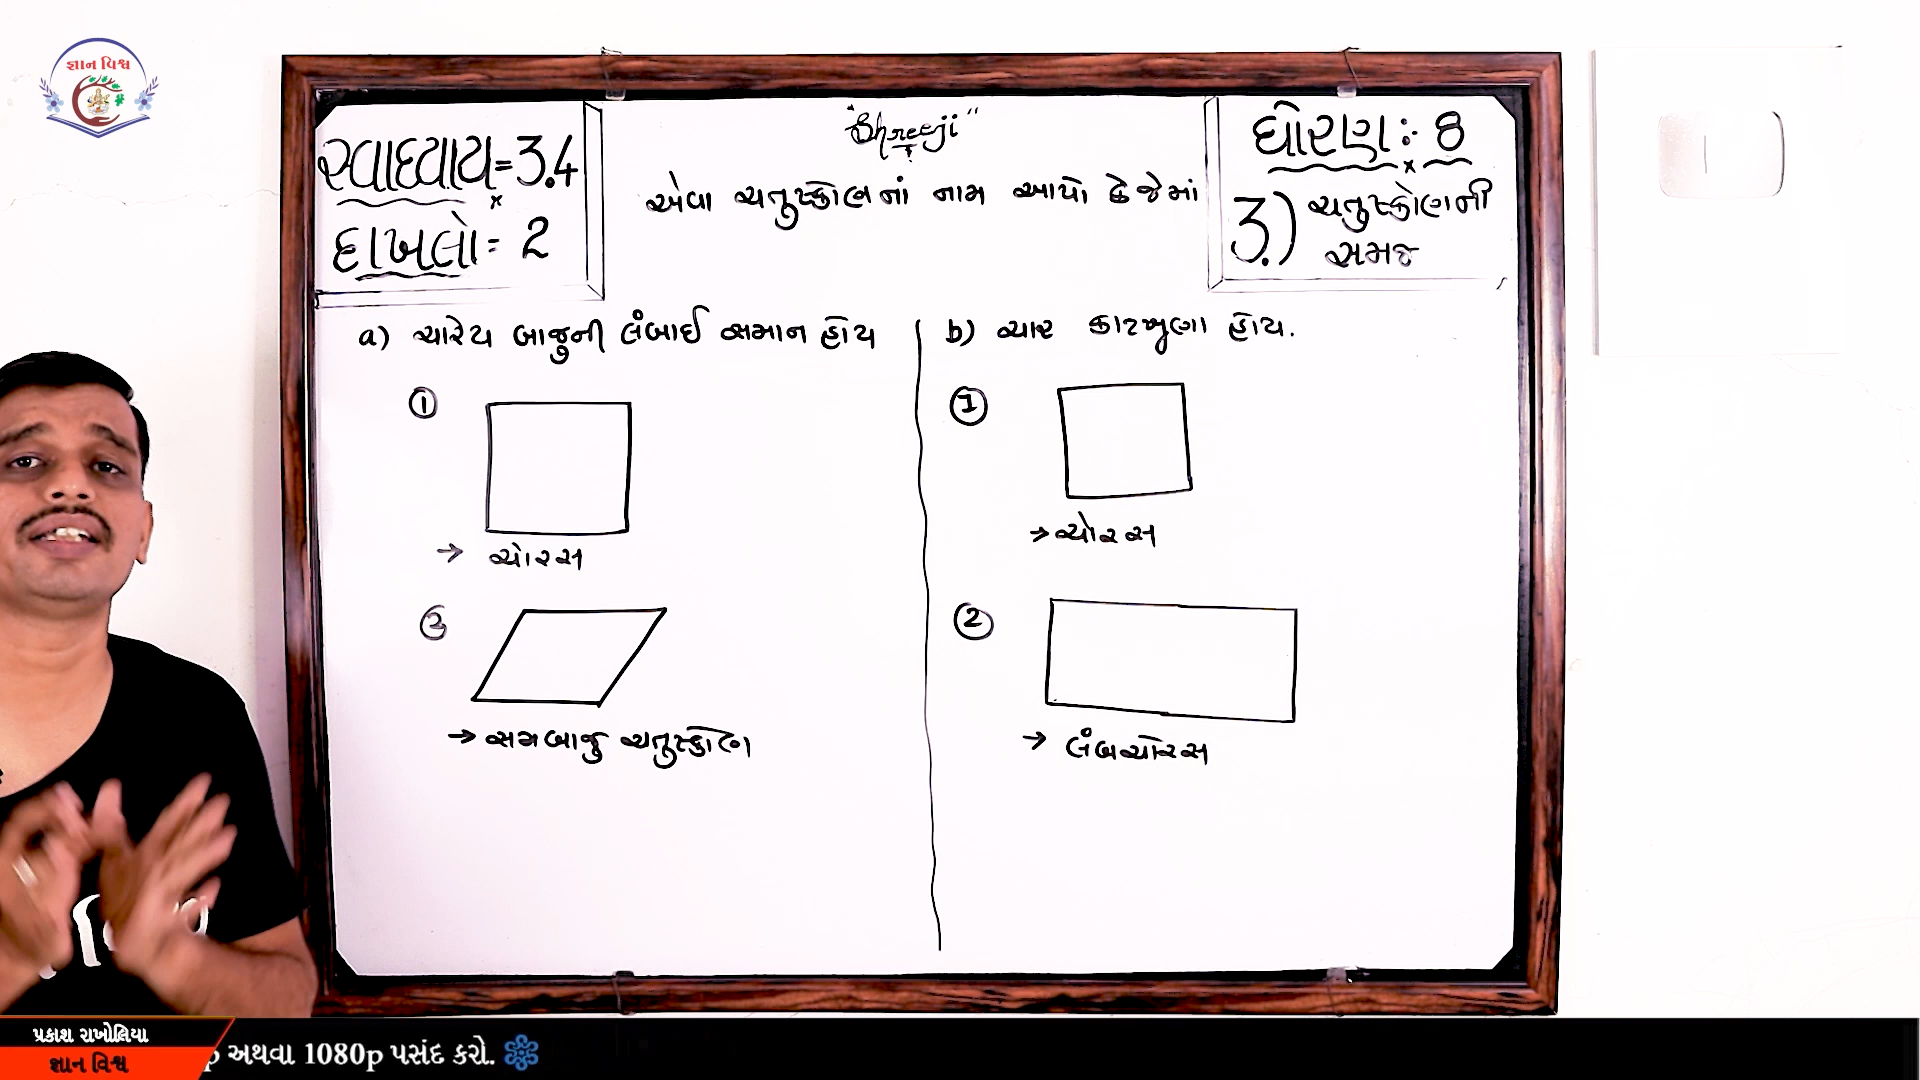 જ્ઞાન વિશ્વ
"Shreeji"
સ્વાધ્યાય = 3.4
દાખલો = 2
એવા ચતુષ્કોણનાં નામ આપો કે જેમાં
ધોરણ :- 8
3.) ચતુષ્કોણની
સમજ
a) ચારેય બાજુની લંબાઈ સમાન હોય
①
→ ચોરસ
②
→ સમબાજુ ચતુષ્કોણ
b) ચાર કાટખૂણા હોય.
①
→ ચોરસ
②
→ લંબચોરસ
પ્રકાશ રાખોલિયા
જ્ઞાન વિશ્વ
p અથવા 1080p પસંદ કરો.